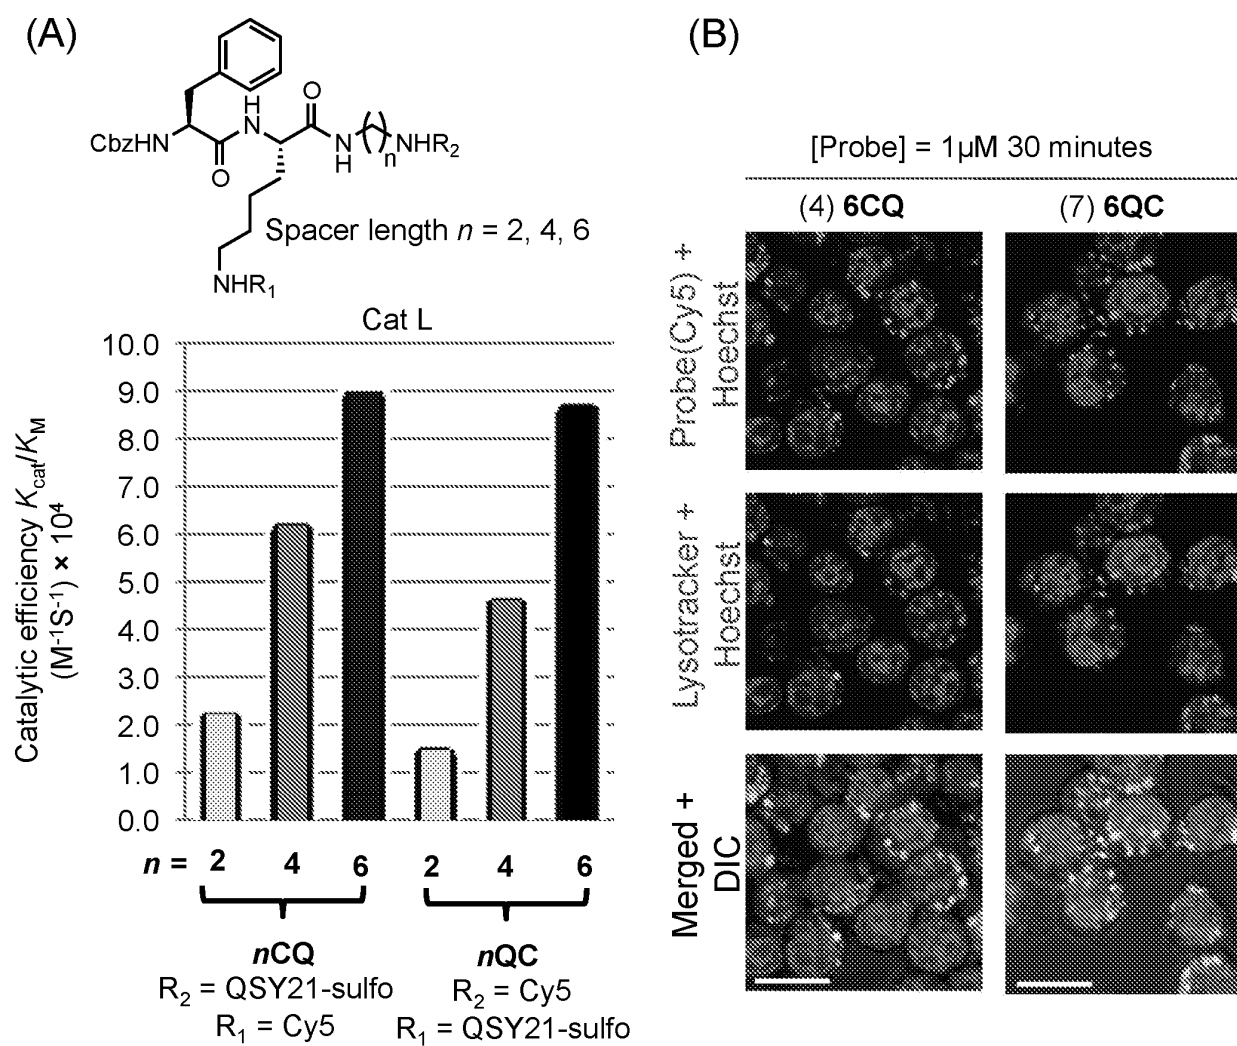 (A)
O
H
N
CbzHN
O
N
H
( )n
NHR2
Spacer length n = 2, 4, 6
NHR1
Cat L
Catalytic efficiency Kcat/KM
(M-1S-1) × 10⁴
10.0
9.0
8.0
7.0
6.0
5.0
4.0
3.0
2.0
1.0
0.0
n = 2 4 6 2 4 6
nCQ
R2 = QSY21-sulfo
R1 = Cy5
nQC
R2 = Cy5
R1 = QSY21-sulfo
(B)
[Probe] = 1µM 30 minutes
(4) 6CQ (7) 6QC
Probe(Cy5) +
Hoechst
Lysotracker +
Hoechst
Merged +
DIC